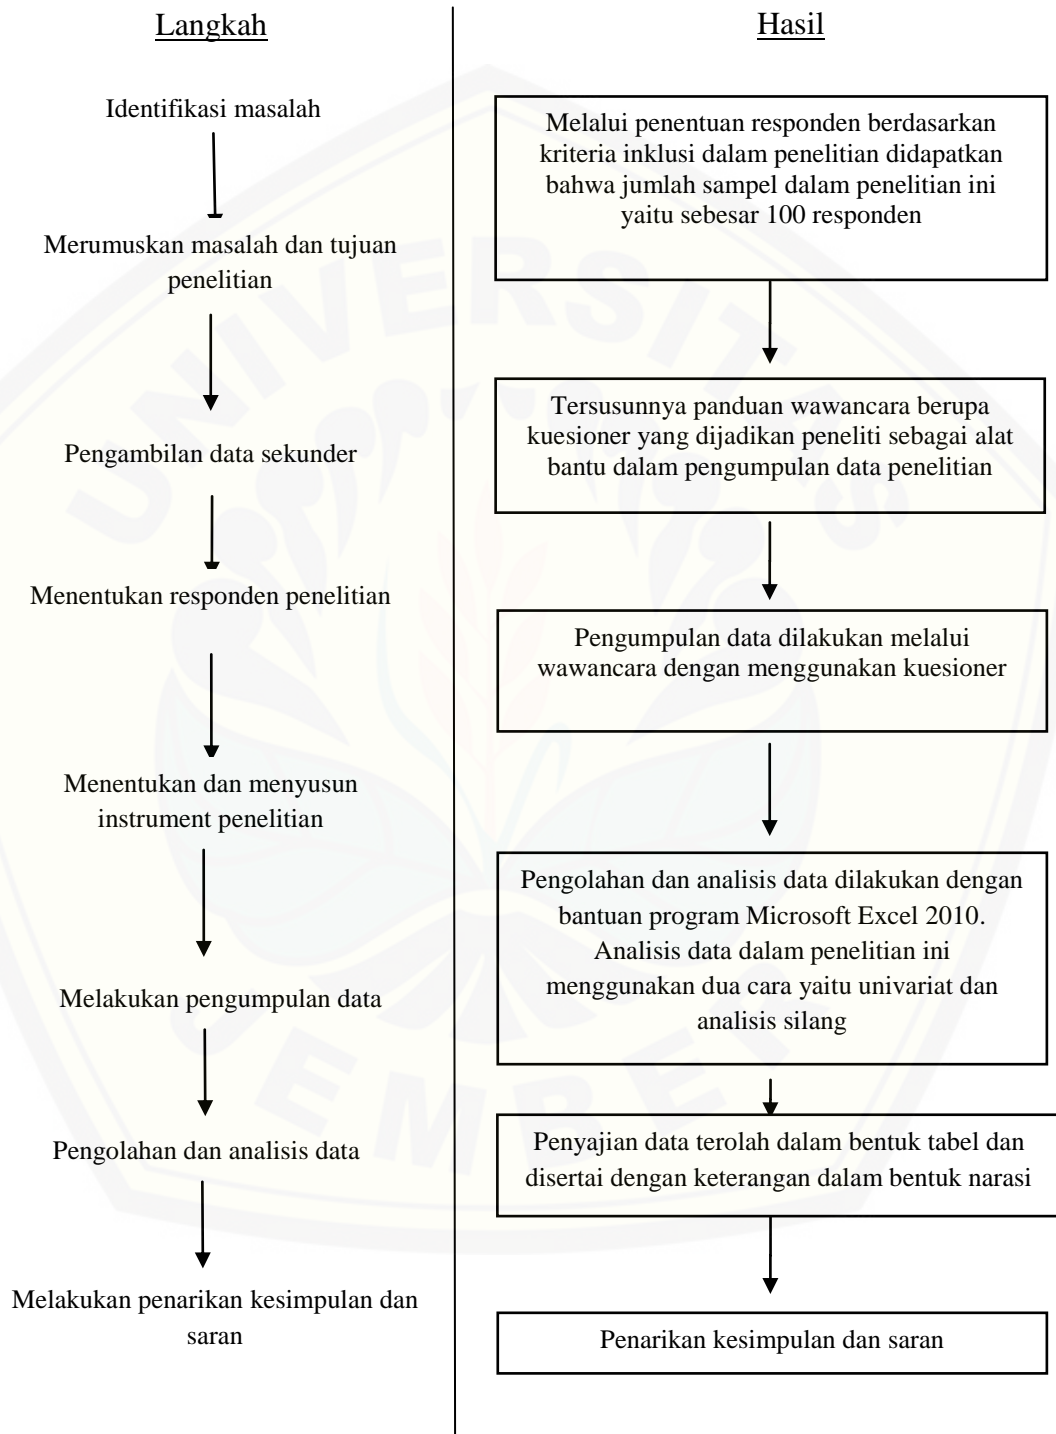 Langkah
Identifikasi masalah
Merumuskan masalah dan tujuan
penelitian
Pengambilan data sekunder
Menentukan responden penelitian
Menentukan dan menyusun
instrument penelitian
Melakukan pengumpulan data
Pengolahan dan analisis data
Melakukan penarikan kesimpulan dan
saran
Hasil
Melalui penentuan responden berdasarkan
kriteria inklusi dalam penelitian didapatkan
bahwa jumlah sampel dalam penelitian ini
yaitu sebesar 100 responden
Tersusunnya panduan wawancara berupa
kuesioner yang dijadikan peneliti sebagai alat
bantu dalam pengumpulan data penelitian
Pengumpulan data dilakukan melalui
wawancara dengan menggunakan kuesioner
Pengolahan dan analisis data dilakukan dengan
bantuan program Microsoft Excel 2010.
Analisis data dalam penelitian ini
menggunakan dua cara yaitu univariat dan
analisis silang
Penyajian data terolah dalam bentuk tabel dan
disertai dengan keterangan dalam bentuk narasi
Penarikan kesimpulan dan saran
UNIVERSITAS
JEMBER